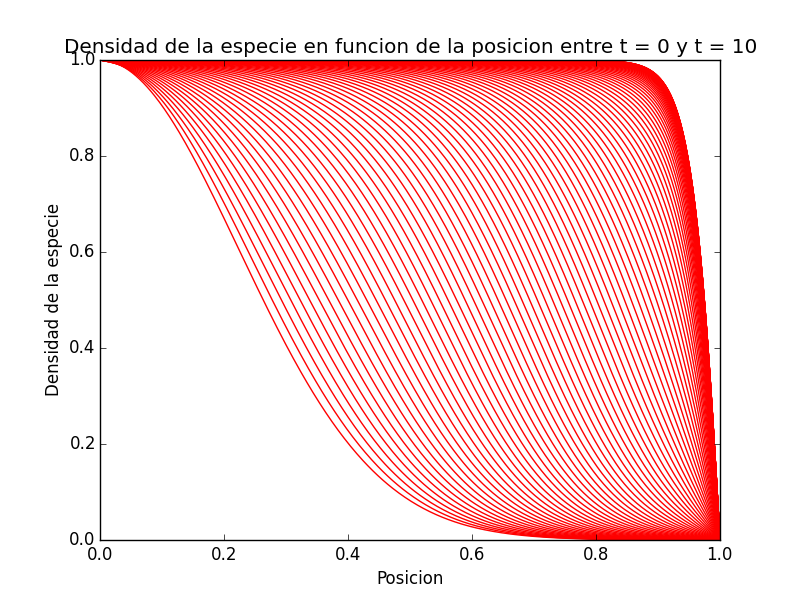 Densidad de la especie en funcion de la posicion entre t = 0 y t = 10
1.0
0.8
0.6
0.4
0.2
0.0
Densidad de la especie
0.0 0.2 0.4 0.6 0.8 1.0
Posicion